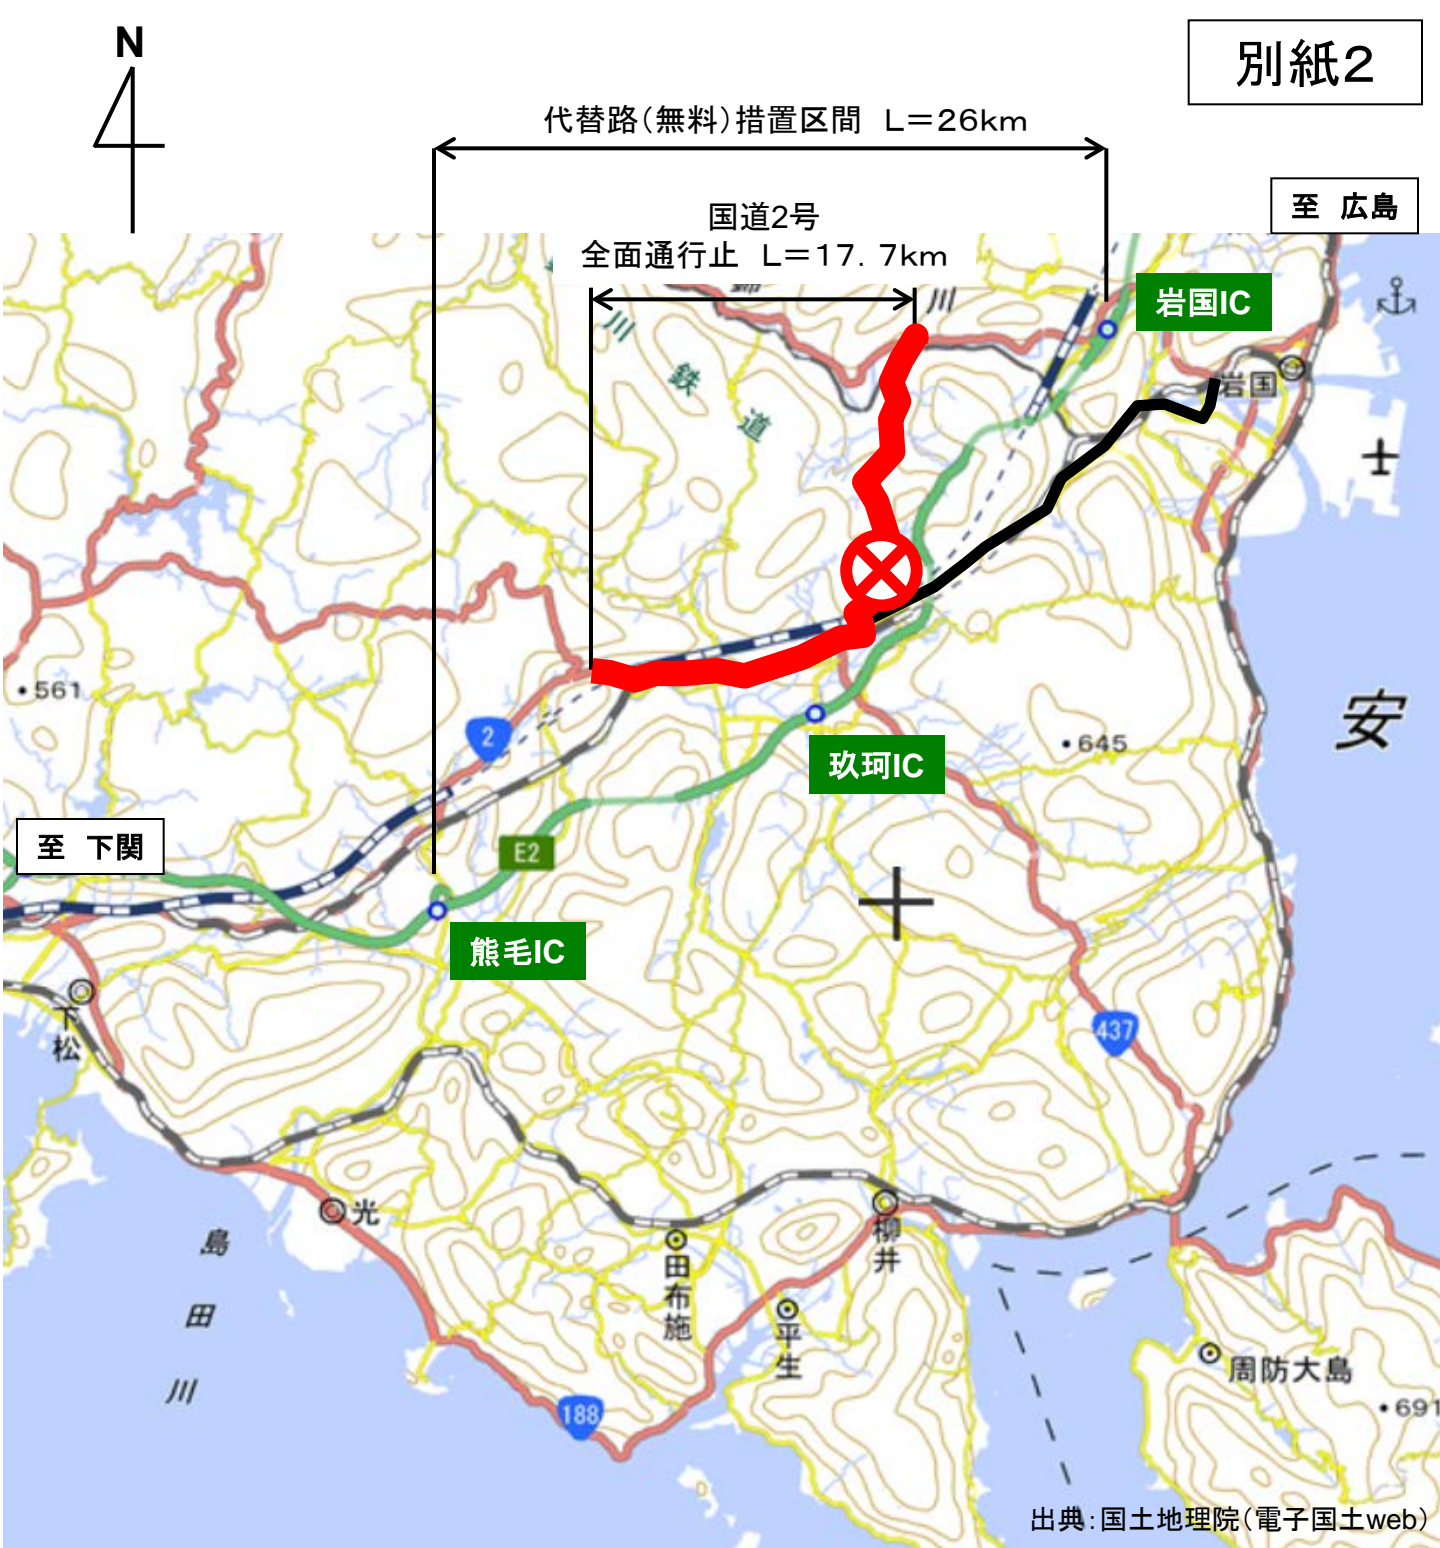 N
別紙2
代替路(無料)措置区間 L=26km
至 広島
国道2号
全面通行止 L=17.7km
岩国IC
川
川
鉄
道
岩国
・561
安
2
・645
玖珂IC
至 下関
E2
熊毛IC
下松
437
光
柳井
島
田
川
田布施
平生
周防大島
188
・691
出典:国土地理院(電子国土web)